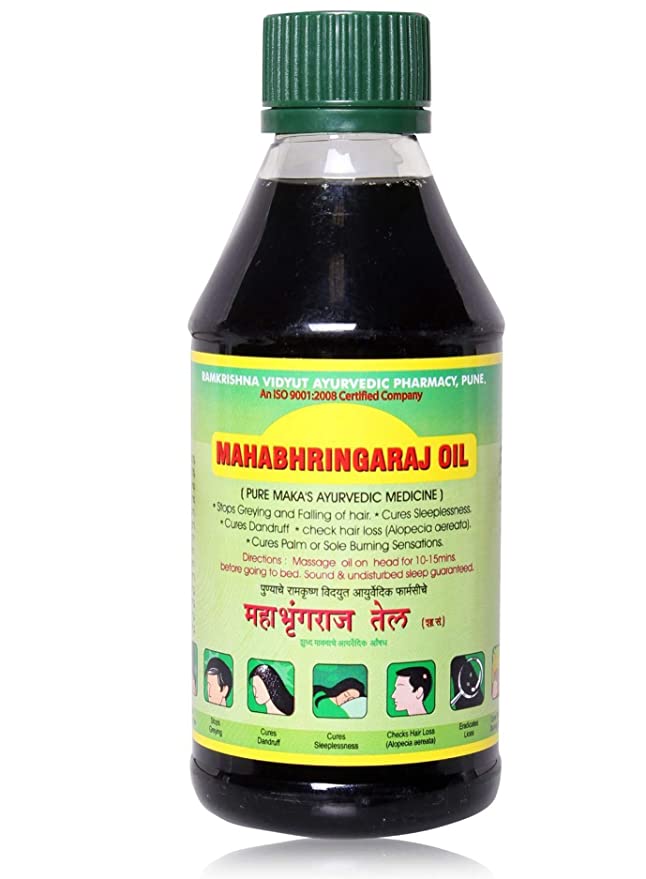 RAMKRISHNA VIDYUT AYURVEDIC PHARMACY, PUNE.
An ISO 9001:2008 Certified Company
MAHABHRINGARAJ OIL
( PURE MAKA'S AYURVEDIC MEDICINE )
* Stops Greying and Falling of hair. * Cures Sleeplessness.
* Cures Dandruff * check hair loss (Alopecia aereata).
* Cures Palm or Sole Burning Sensations.
Directions : Massage oil on head for 10-15mins.
before going to bed. Sound & undisturbed sleep guaranteed.
पुण्याचे रामकृष्ण विद्युत आयुर्वेदिक फार्मसीचे
महाभृंगराज तेल
शुध्द माक्याचे आयुर्वेदिक औषध
Stops
Greying
Cures
Dandruff
Cures
Sleeplessness
Checks Hair Loss
(Alopecia aereata)
Eradicates
Lices